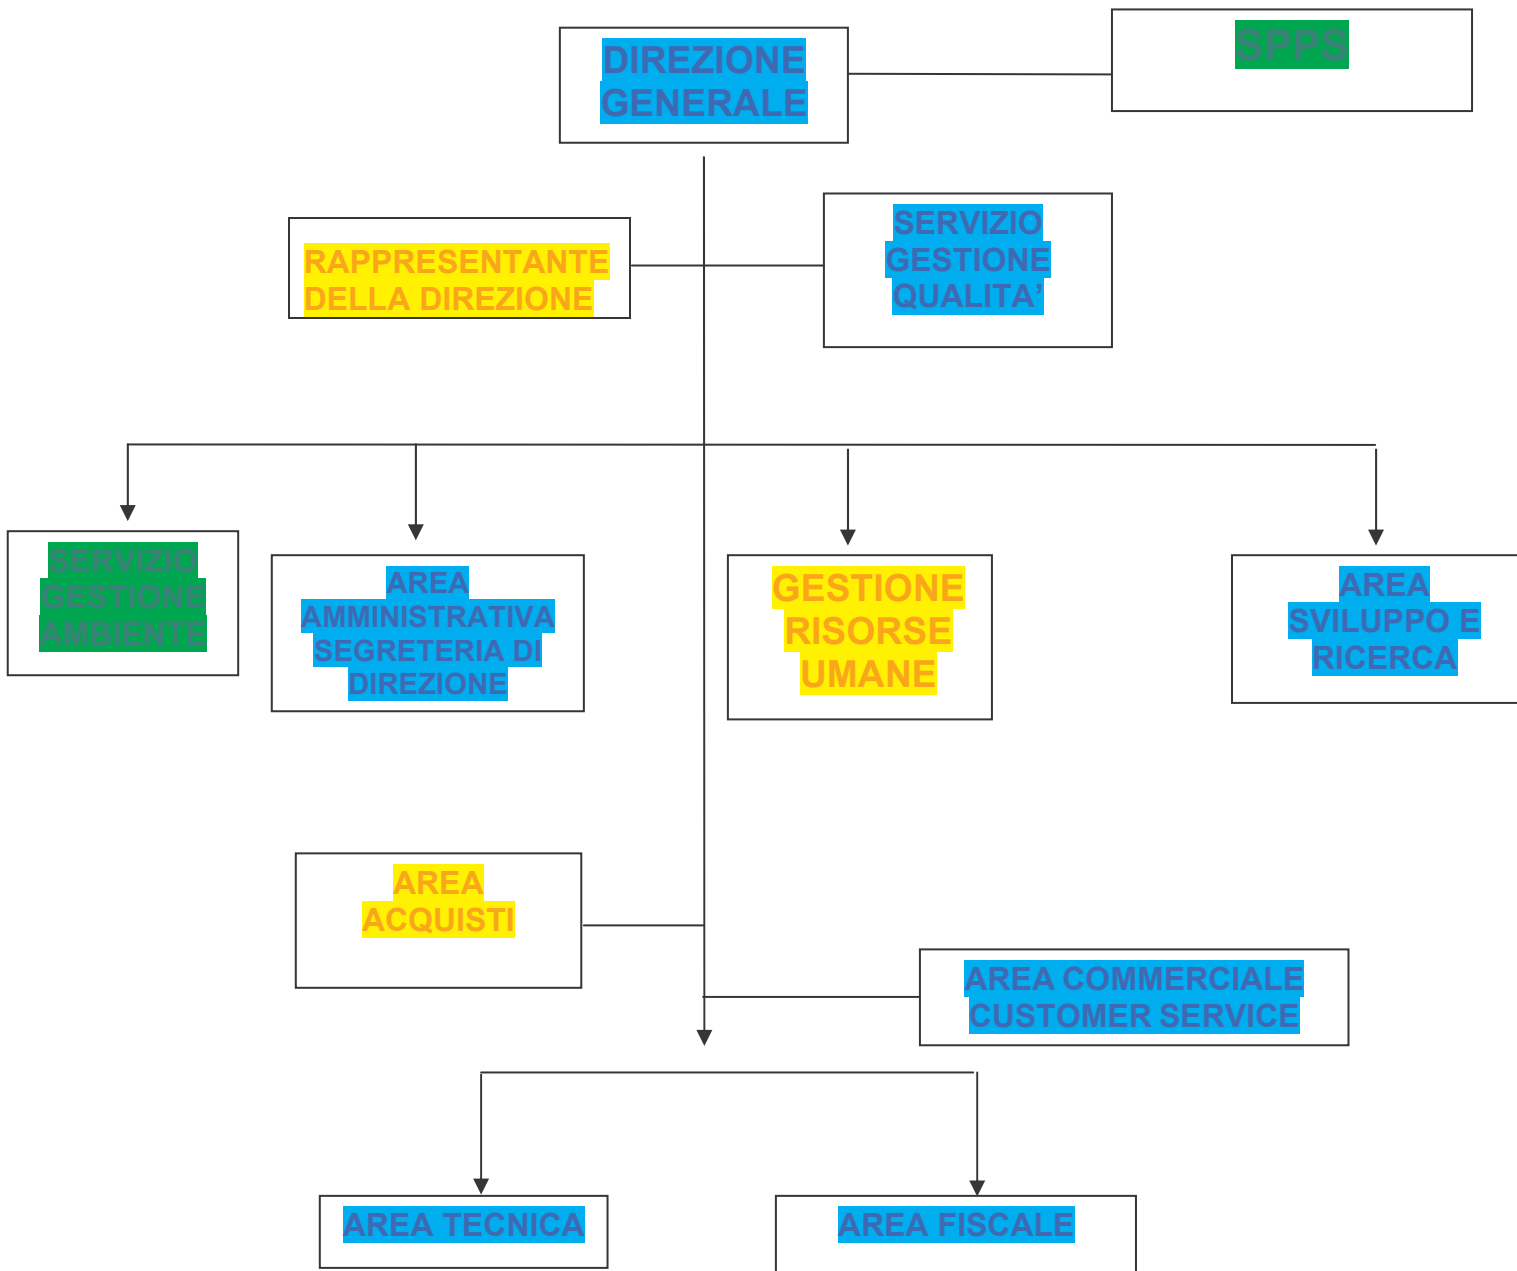 DIREZIONE
GENERALE
SPPS
RAPPRESENTANTE
DELLA DIREZIONE
SERVIZIO
GESTIONE
QUALITA’
SERVIZIO
GESTIONE
AMBIENTE
AREA
AMMINISTRATIVA
SEGRETERIA DI
DIREZIONE
GESTIONE
RISORSE
UMANE
AREA
SVILUPPO E
RICERCA
AREA
ACQUISTI
AREA COMMERCIALE
CUSTOMER SERVICE
AREA TECNICA
AREA FISCALE